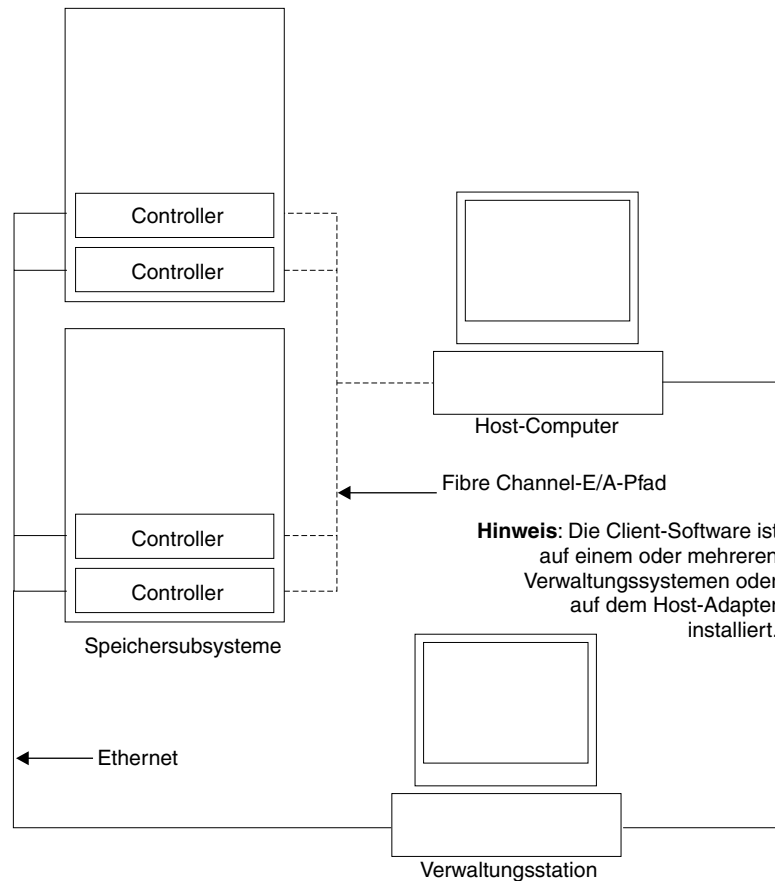 Controller
Controller
Host-Computer
Fibre Channel-E/A-Pfad
Controller
Controller
Hinweis: Die Client-Software ist
auf einem oder mehreren
Verwaltungssystemen oder
auf dem Host-Adapter
installiert.
Speichersubsysteme
Ethernet
Verwaltungsstation